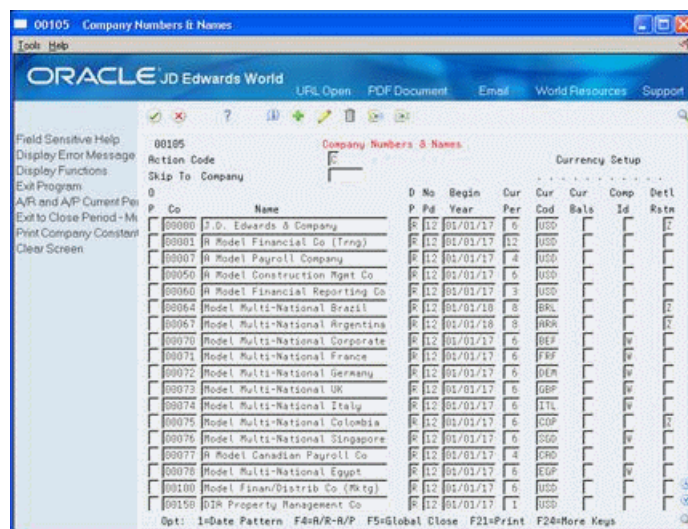 00105 Company Numbers & Names
Tools Help
ORACLE JD Edwards World
URL Open PDF Document Email World Resources Support
Field Sensitive Help
Display Error Message
Display Functions
Exit Program
A/R and A/P Current Per
Exit to Close Period - Mo
Print Company Constant
Clear Screen
00105 Company Numbers & Names
Action Code C Currency Setup
Skip To Company . . . . . . . . . . .
O D No Begin Cur Cur Cur Comp Detl
P Co Name P Pd Year Per Cod Bals Id Rstm
00000 J.D. Edwards & Company R 12 01/01/17 6 USD Z
00001 A Model Financial Co (Trng) R 12 01/01/17 12 USD
00007 A Model Payroll Company R 12 01/01/17 4 USD
00050 A Model Construction Mgmt Co R 12 01/01/17 6 USD
00060 A Model Financial Reporting Co R 12 01/01/17 3 USD
00064 Model Multi-National Brazil R 12 01/01/18 8 BRL Z
00067 Model Multi-National Argentina R 12 01/01/18 8 ARA Z
00070 Model Multi-National Corporate R 12 01/01/17 6 BEF W
00071 Model Multi-National France R 12 01/01/17 6 FRF W
00072 Model Multi-National Germany R 12 01/01/17 6 DEM W
00073 Model Multi-National UK R 12 01/01/17 6 GBP W
00074 Model Multi-National Italy R 12 01/01/17 6 ITL W
00075 Model Multi-National Colombia R 12 01/01/17 6 COP Z
00076 Model Multi-National Singapore R 12 01/01/17 6 SGD W
00077 A Model Canadian Payroll Co R 12 01/01/17 4 CAD
00078 Model Multi-National Egypt R 12 01/01/17 6 EGP W
00100 Model Finan/Distrib Co (Mktg) R 12 01/01/17 6 USD
00150 DIA Property Management Co R 12 01/01/17 1 USD
Opt: 1=Date Pattern F4=A/R-A/P F5=Global Close F21=Print F24=More Keys